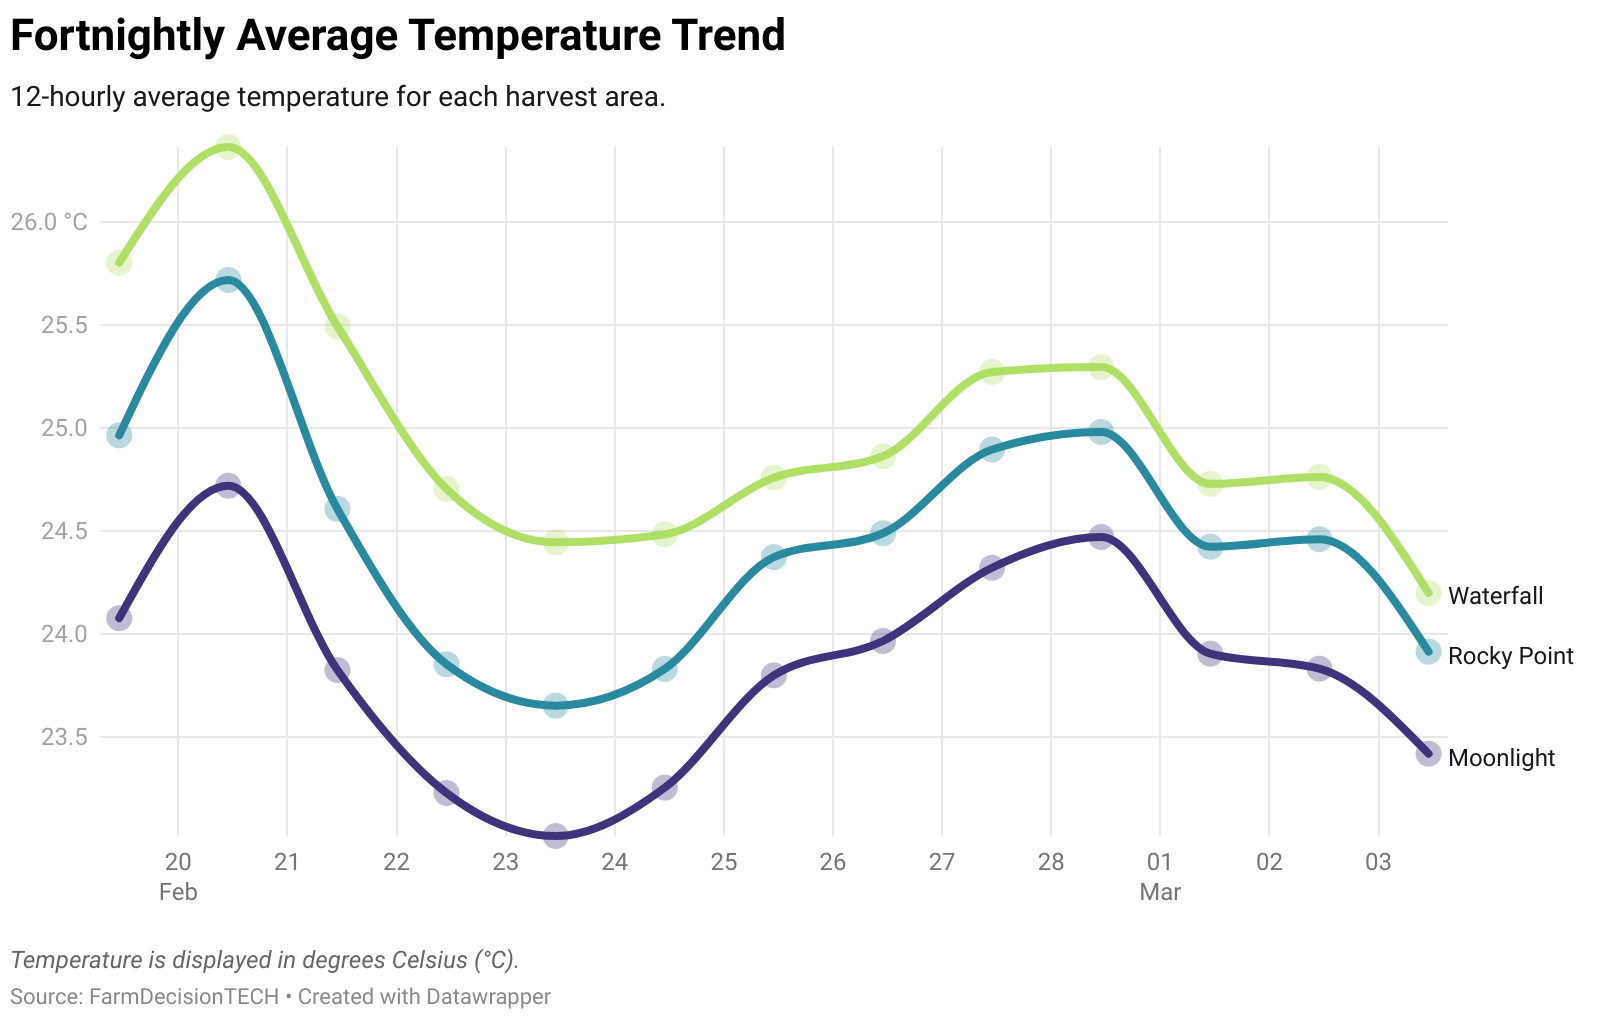 Fortnightly Average Temperature Trend
12-hourly average temperature for each harvest area.
26.0 °C
25.5
25.0
24.5
24.0
23.5
Waterfall
Rocky Point
Moonlight
20 21 22 23 24 25 26 27 28 01 02 03
Feb Mar
Temperature is displayed in degrees Celsius (°C).
Source: FarmDecisionTECH • Created with Datawrapper